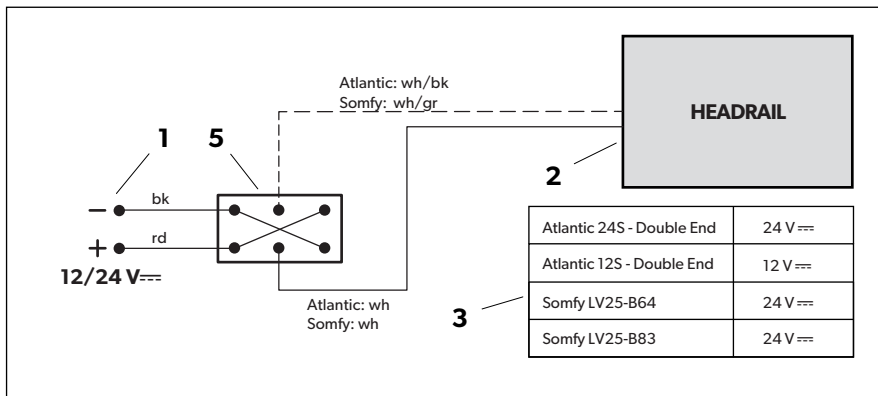 Atlantic: wh/bk
Somfy: wh/gr
HEADRAIL
1
5
2
bk
− rd
+
12/24 V⎓
Atlantic: wh
Somfy: wh
3
Atlantic 24S - Double End 24 V⎓
Atlantic 12S - Double End 12 V⎓
Somfy LV25-B64 24 V⎓
Somfy LV25-B83 24 V⎓